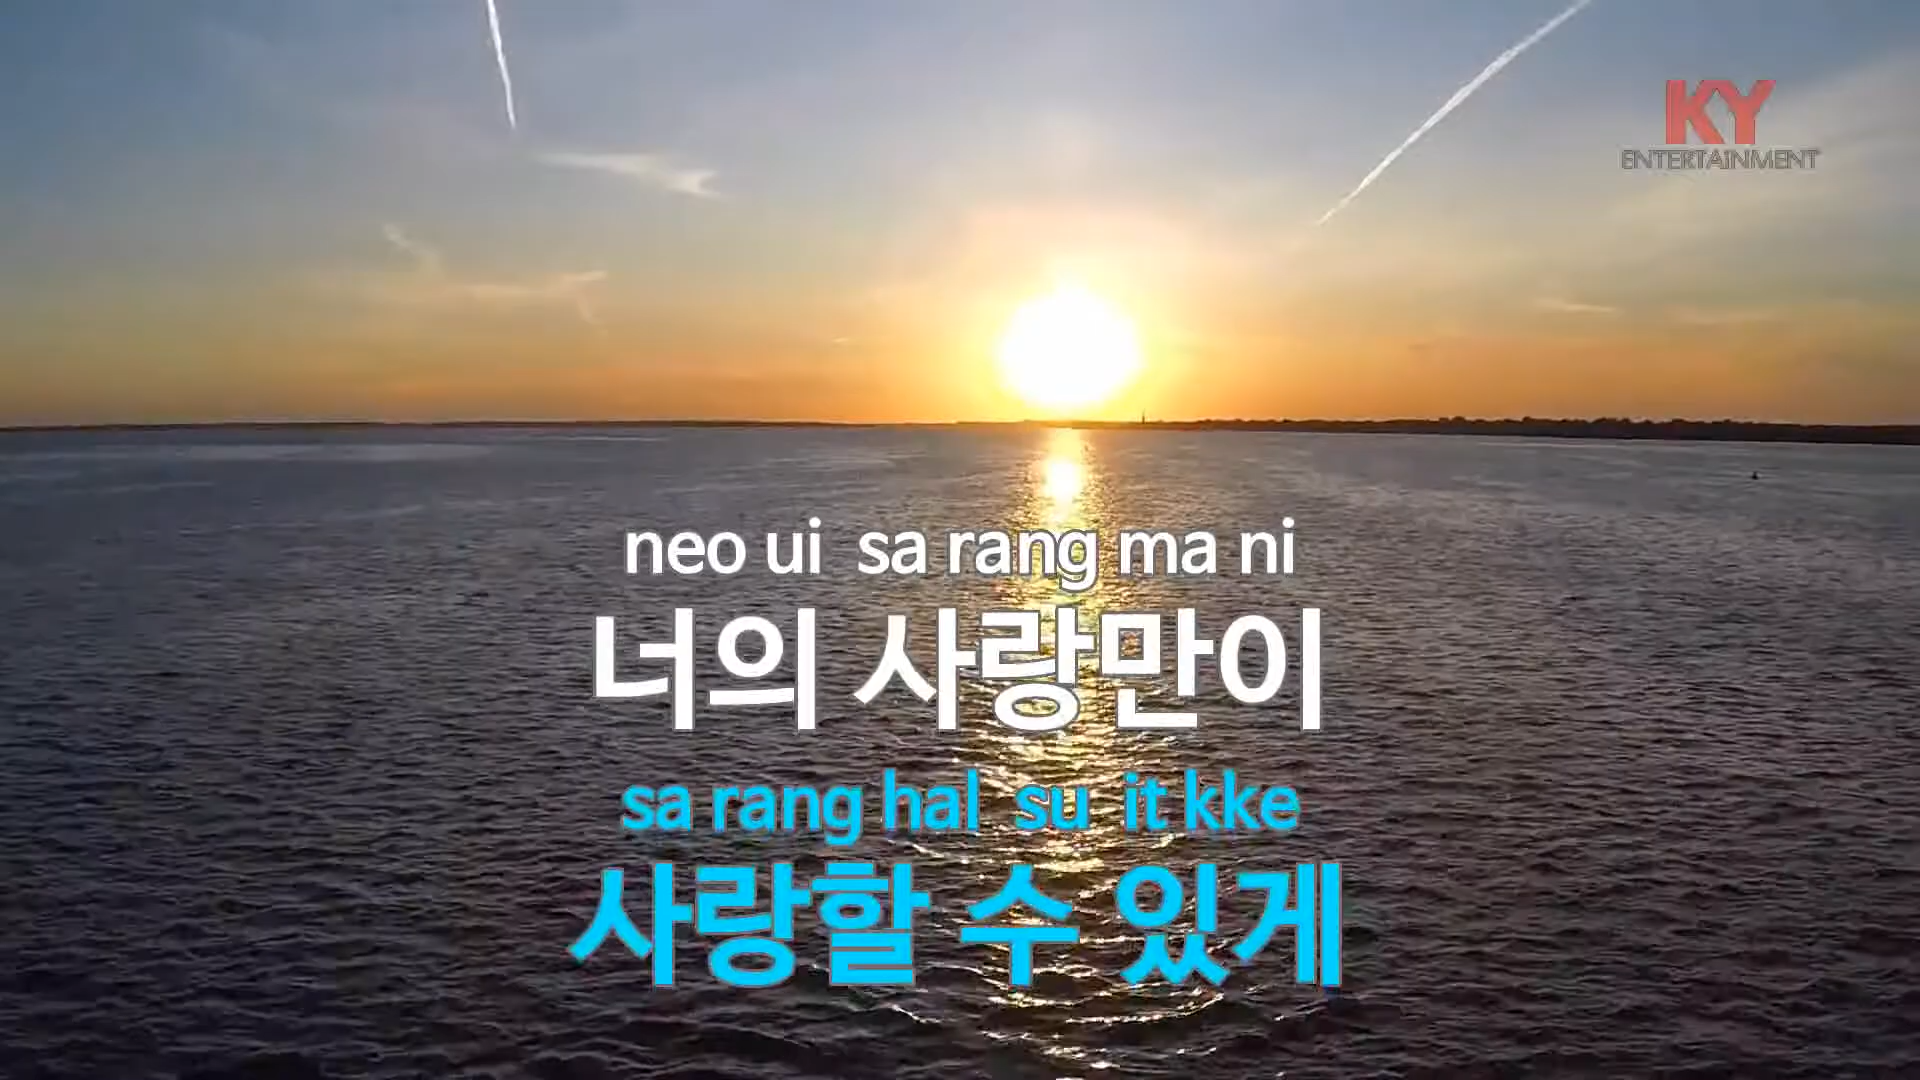 KY
ENTERTAINMENT
neo ui sa rang ma ni
너의 사랑만이
sa rang hal su it kke
사랑할 수 있게